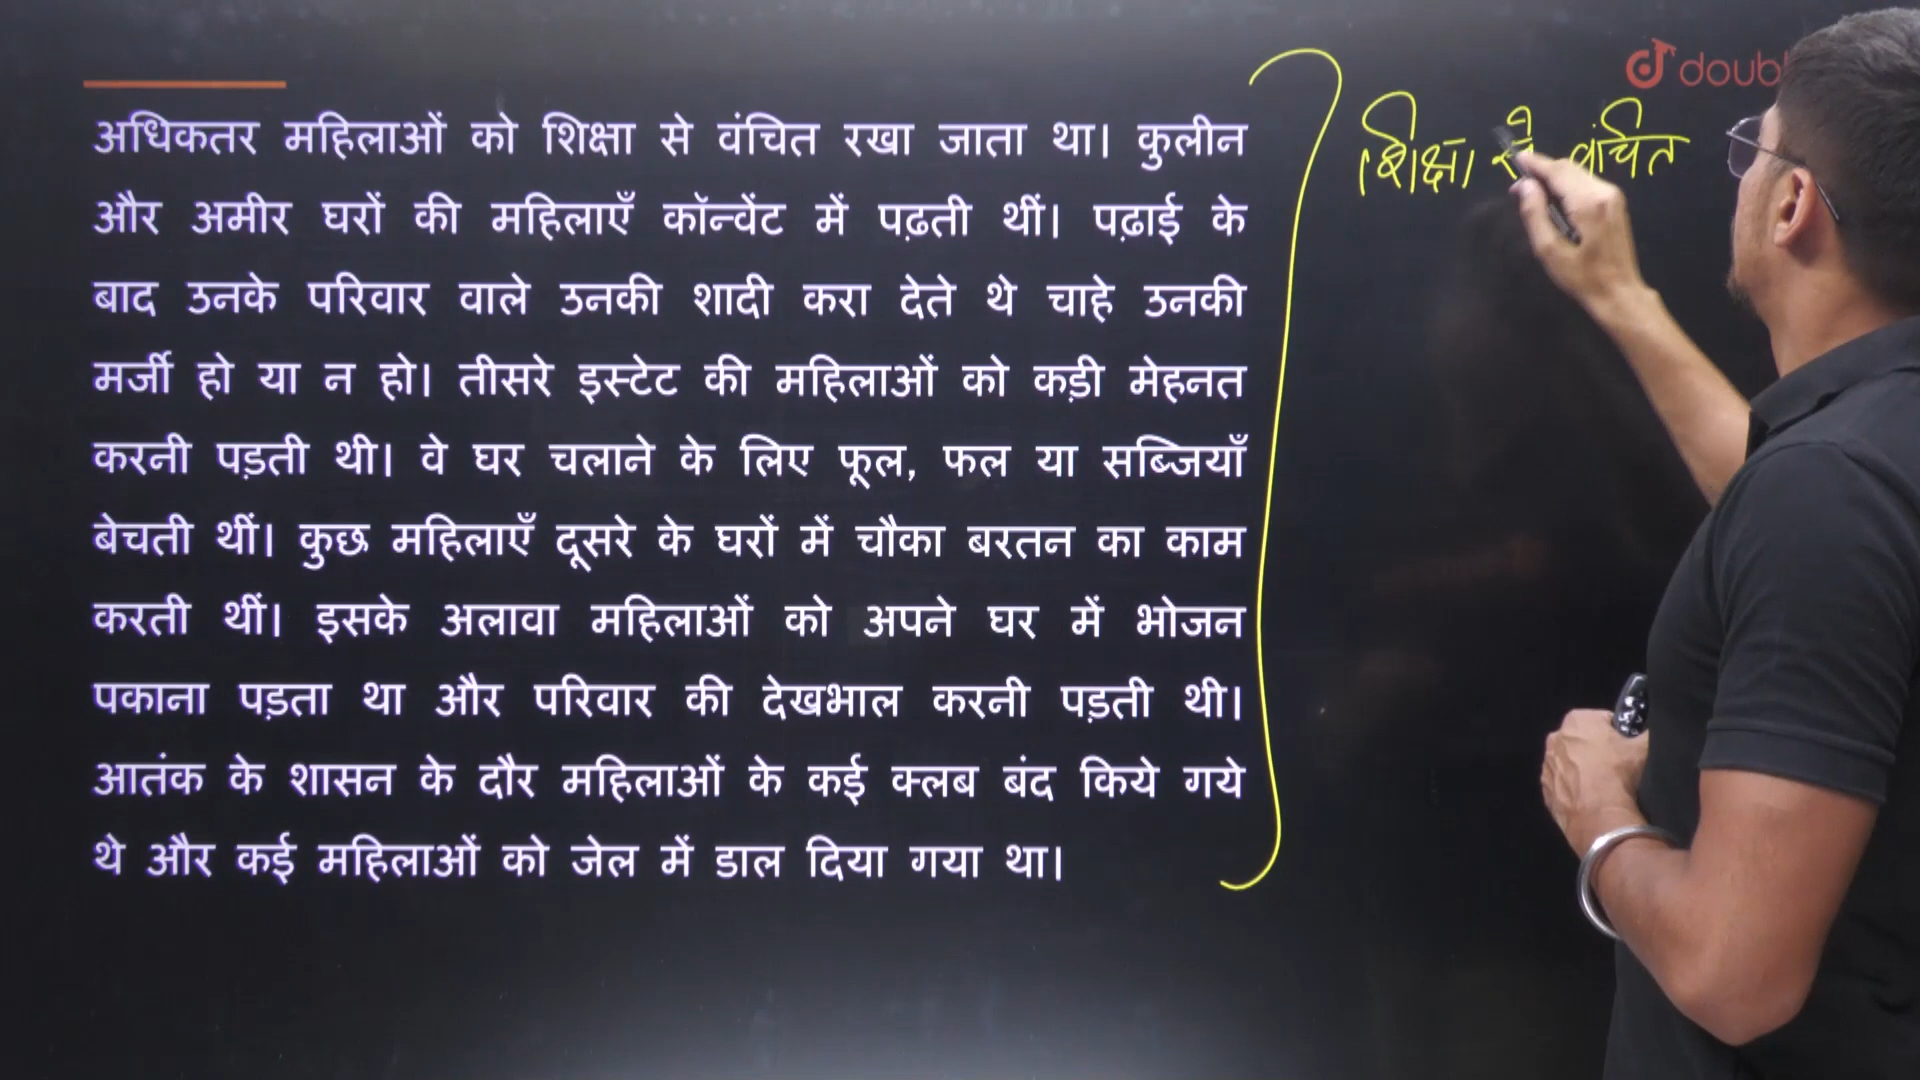 अधिकतर महिलाओं को शिक्षा से वंचित रखा जाता था। कुलीन
और अमीर घरों की महिलाएँ कॉन्वेंट में पढ़ती थीं। पढ़ाई के
बाद उनके परिवार वाले उनकी शादी करा देते थे चाहे उनकी
मर्जी हो या न हो। तीसरे इस्टेट की महिलाओं को कड़ी मेहनत
करनी पड़ती थी। वे घर चलाने के लिए फूल, फल या सब्जियाँ
बेचती थीं। कुछ महिलाएँ दूसरे के घरों में चौका बरतन का काम
करती थीं। इसके अलावा महिलाओं को अपने घर में भोजन
पकाना पड़ता था और परिवार की देखभाल करनी पड़ती थी।
आतंक के शासन के दौर महिलाओं के कई क्लब बंद किये गये
थे और कई महिलाओं को जेल में डाल दिया गया था।
शिक्षा से वंचित
doub